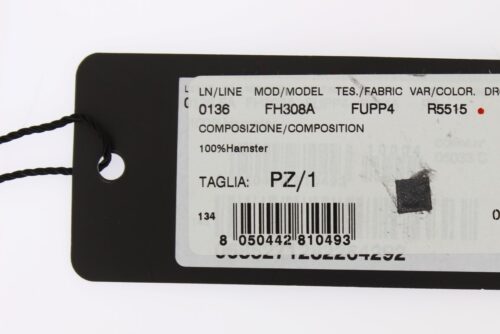 LN/LINE MOD/MODEL TES./FABRIC VAR/COLOR. DR
0136 FH308A FUPP4 R5515
COMPOSIZIONE/COMPOSITION
100%Hamster
TAGLIA: PZ/1
134
8 050442 810493